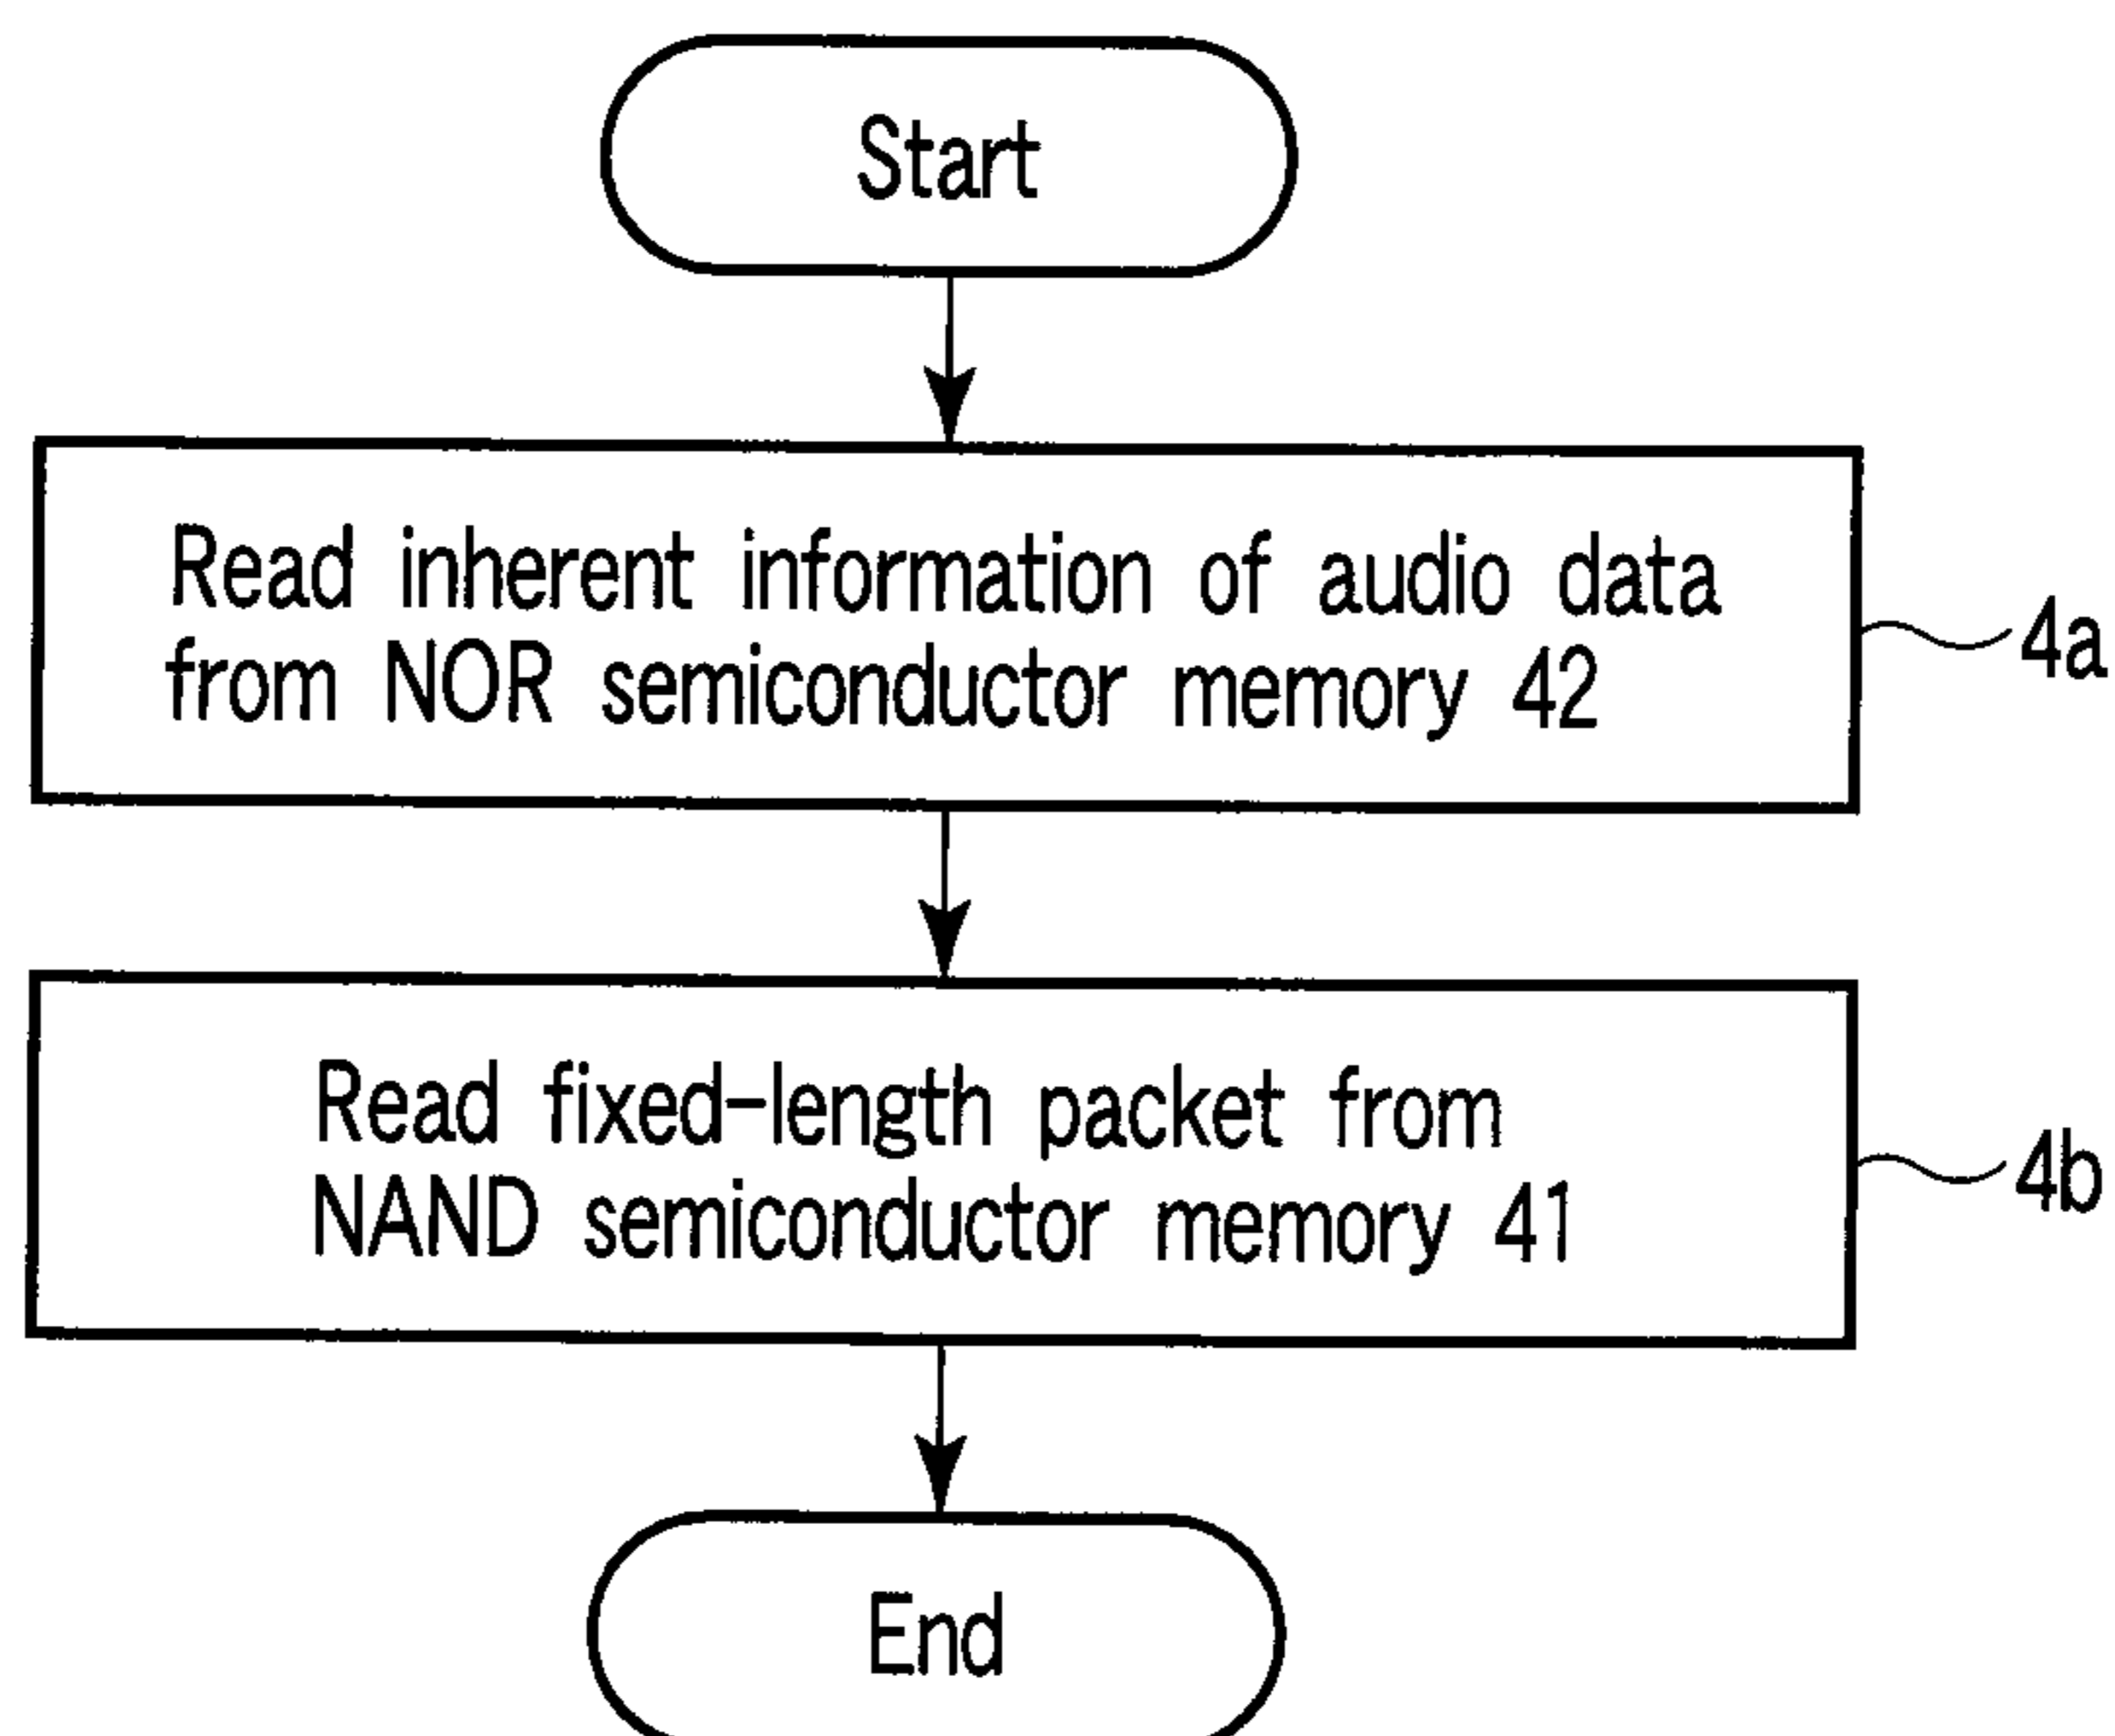 Start
Read inherent information of audio data
from NOR semiconductor memory 42
4a
Read fixed-length packet from
NAND semiconductor memory 41
4b
End